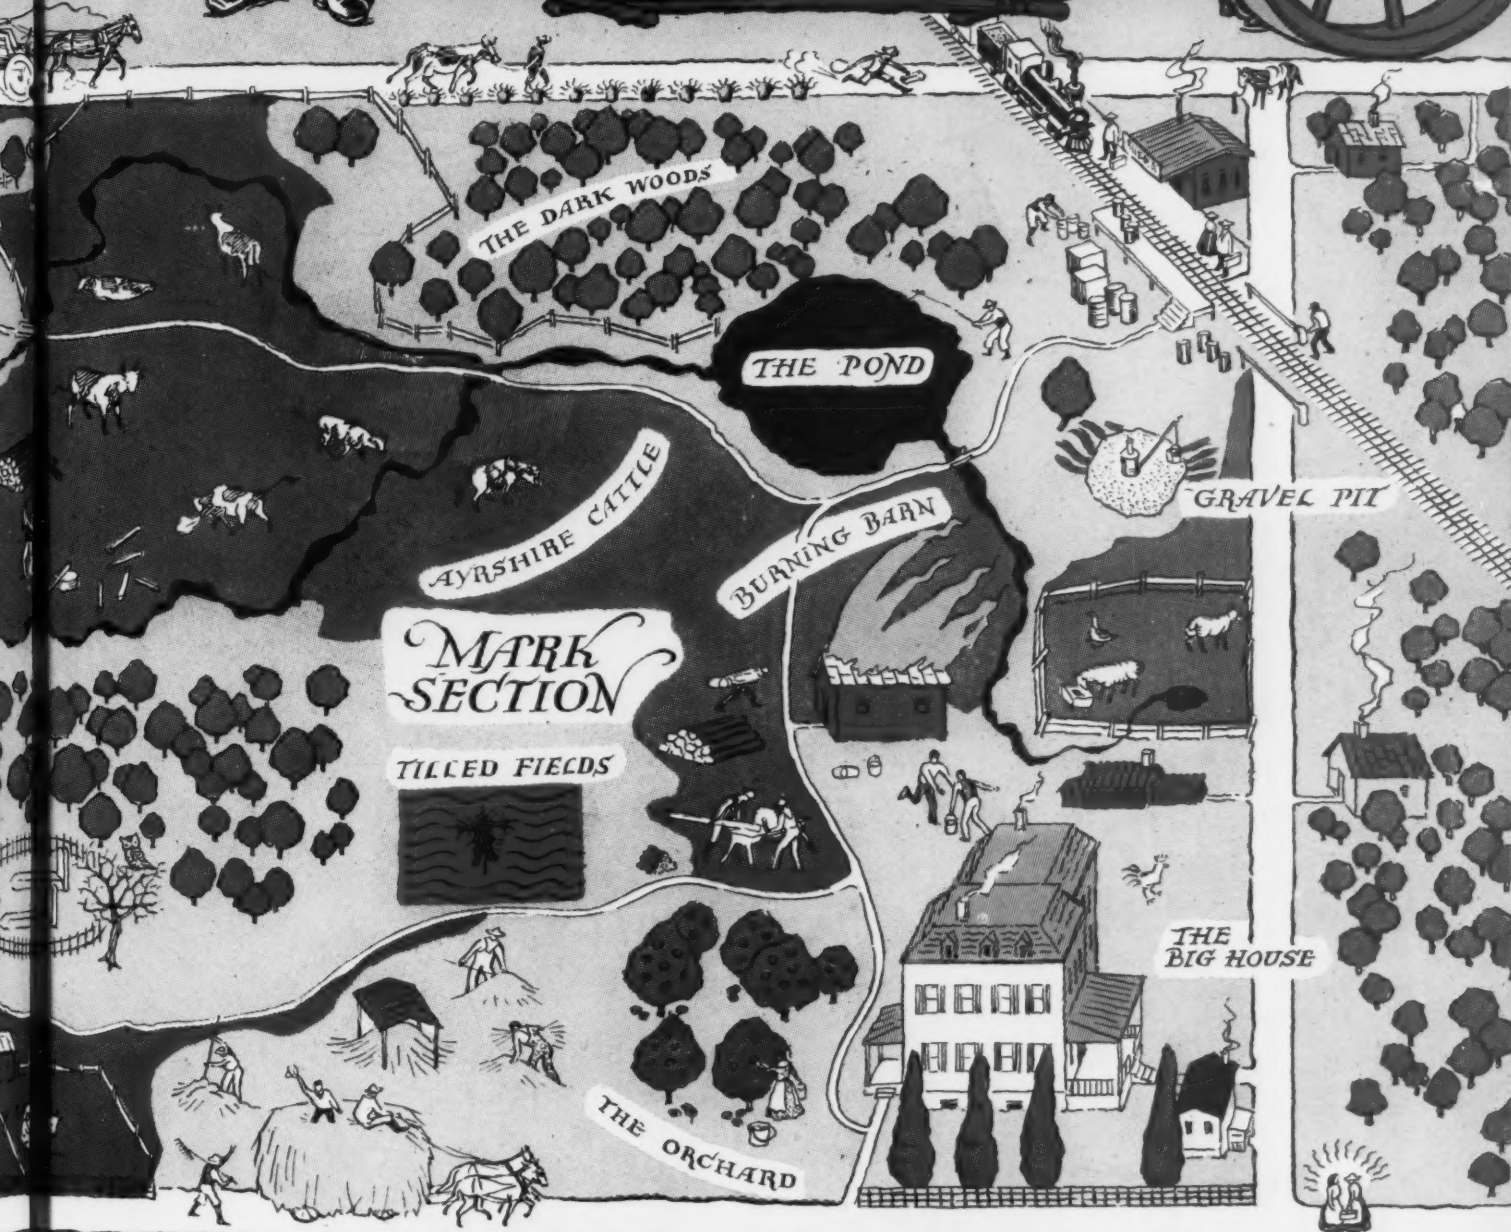 THE DARK WOODS
THE POND
AYRSHIRE CATTLE
BURNING BARN
GRAVEL PIT
MARK
SECTION
TILLED FIELDS
THE
BIG HOUSE
THE ORCHARD